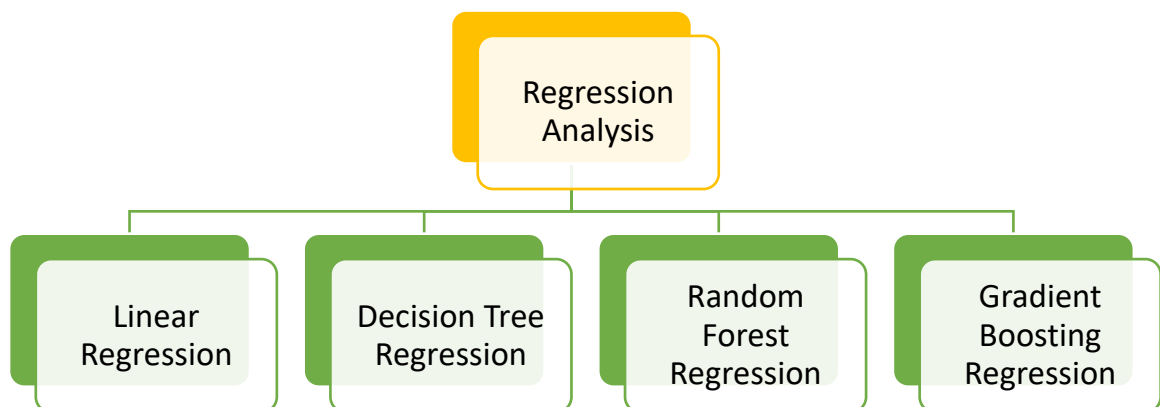 Regression
Analysis
Linear
Regression
Decision Tree
Regression
Random
Forest
Regression
Gradient
Boosting
Regression